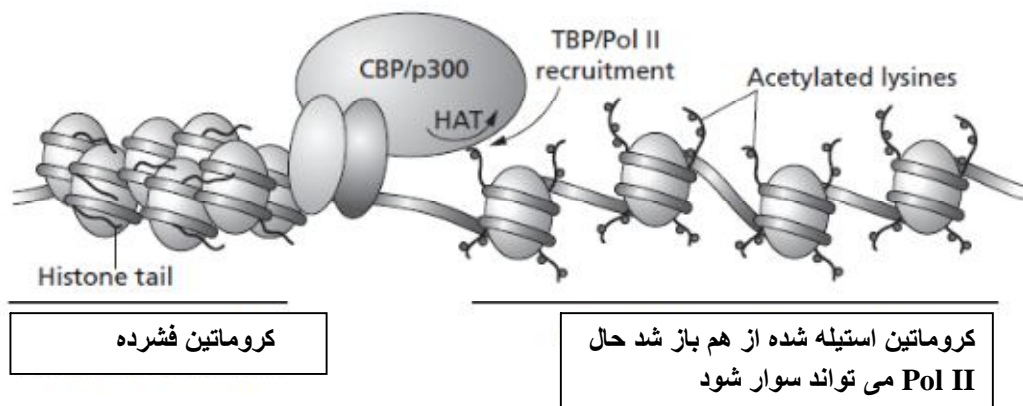 CBP/p300
HAT
TBP/Pol II
recruitment
Acetylated lysines
Histone tail
کروماتین فشرده
کروماتین استیله شده از هم باز شد حال
Pol II می تواند سوار شود